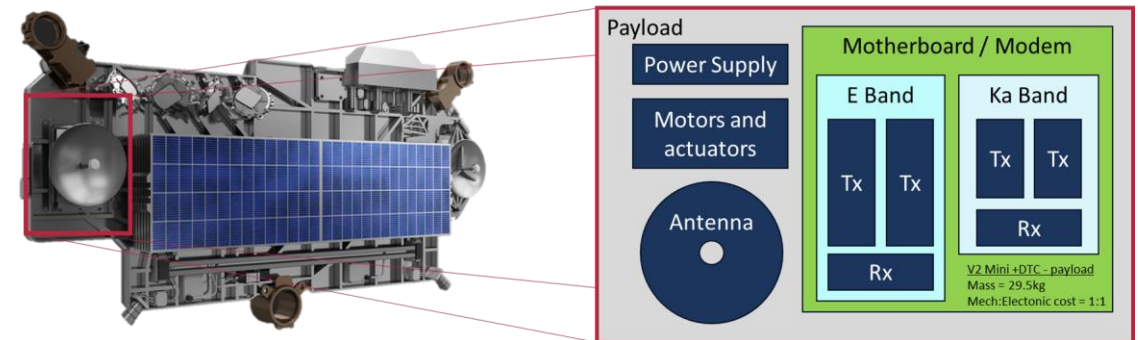 Payload
Power Supply
Motors and
actuators
Antenna
Motherboard / Modem
E Band
Tx
Tx
Rx
Ka Band
Tx
Tx
Rx
V2 Mini +DTC - payload
Mass = 29.5kg
Mech:Electonic cost = 1:1